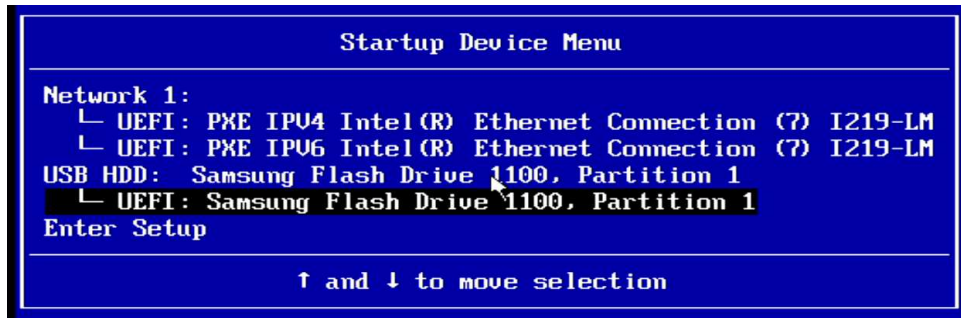 Startup Device Menu
Network 1:
└─ UEFI: PXE IPV4 Intel(R) Ethernet Connection (7) I219-LM
└─ UEFI: PXE IPV6 Intel(R) Ethernet Connection (7) I219-LM
USB HDD: Samsung Flash Drive 1100, Partition 1
└─ UEFI: Samsung Flash Drive 1100, Partition 1
Enter Setup
↑ and ↓ to move selection